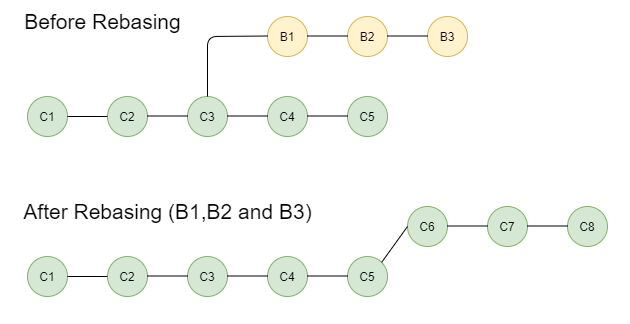 Before Rebasing
B1 B2 B3
C1 C2 C3 C4 C5
After Rebasing (B1,B2 and B3)
C6 C7 C8
C1 C2 C3 C4 C5